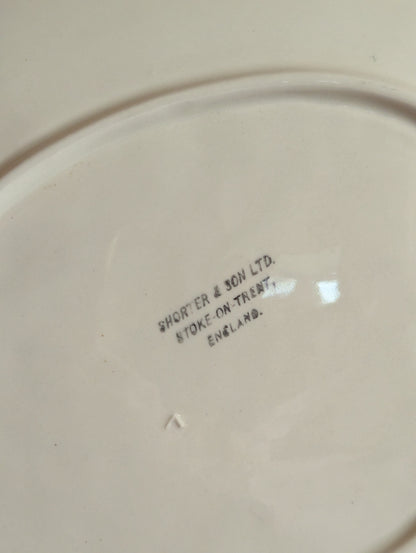 SHORTER & SON LTD.
STOKE-ON-TRENT,
ENGLAND.